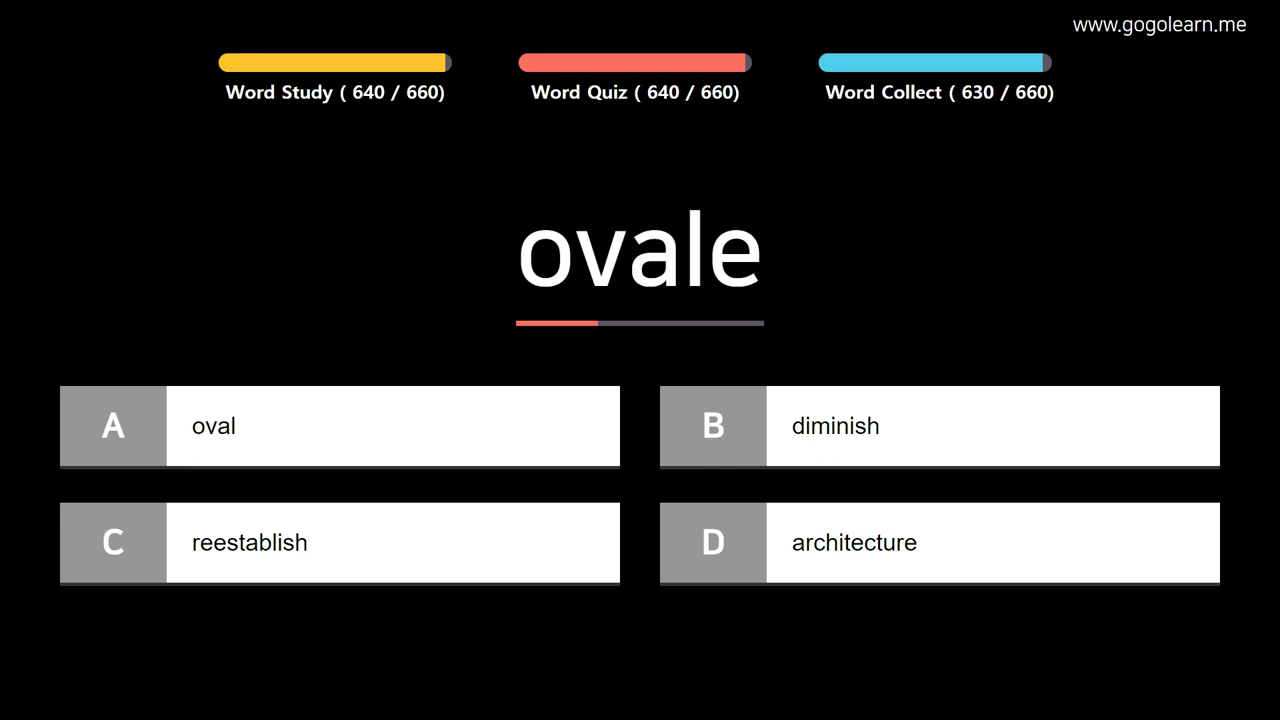 www.gogolearn.me
Word Study ( 640 / 660)
Word Quiz ( 640 / 660)
Word Collect ( 630 / 660)
ovale
A oval
B diminish
C reestablish
D architecture